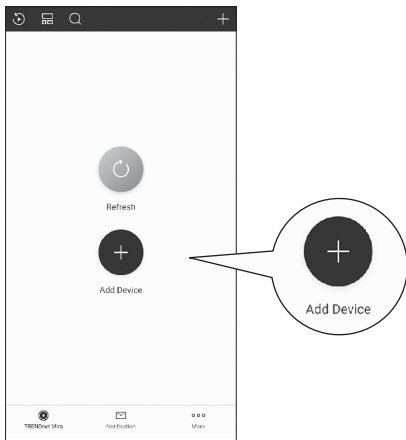 Refresh
Add Device
Add Device
TRENDnet Mira
Notification
More